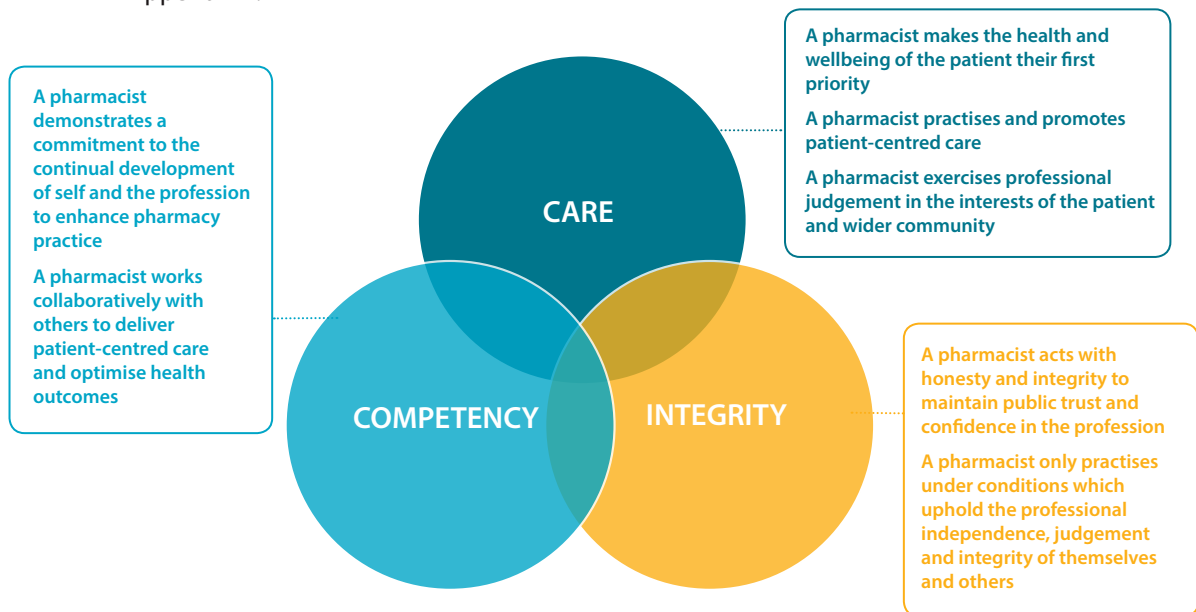 A pharmacist makes the health and
wellbeing of the patient their first
priority
A pharmacist practises and promotes
patient-centred care
A pharmacist exercises professional
judgement in the interests of the patient
and wider community
A pharmacist
demonstrates a
commitment to the
continual development
of self and the profession
to enhance pharmacy
practice
A pharmacist works
collaboratively with
others to deliver
patient-centred care
and optimise health
outcomes
CARE
COMPETENCY
INTEGRITY
A pharmacist acts with
honesty and integrity to
maintain public trust and
confidence in the profession
A pharmacist only practises
under conditions which
uphold the professional
independence, judgement
and integrity of themselves
and others